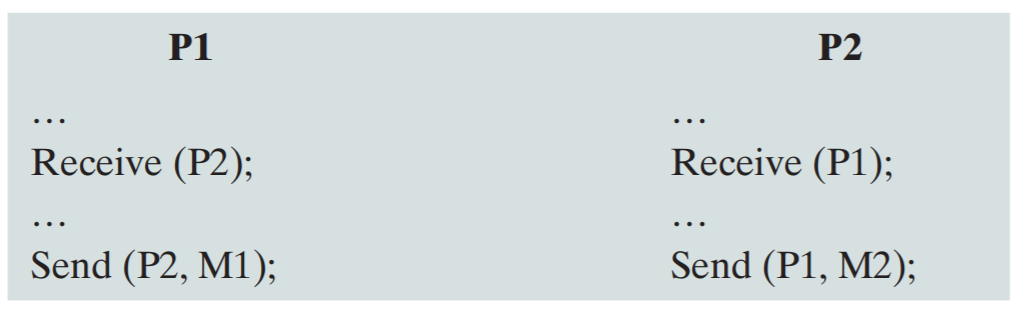 P1 P2
… …
Receive (P2); Receive (P1);
… …
Send (P2, M1); Send (P1, M2);